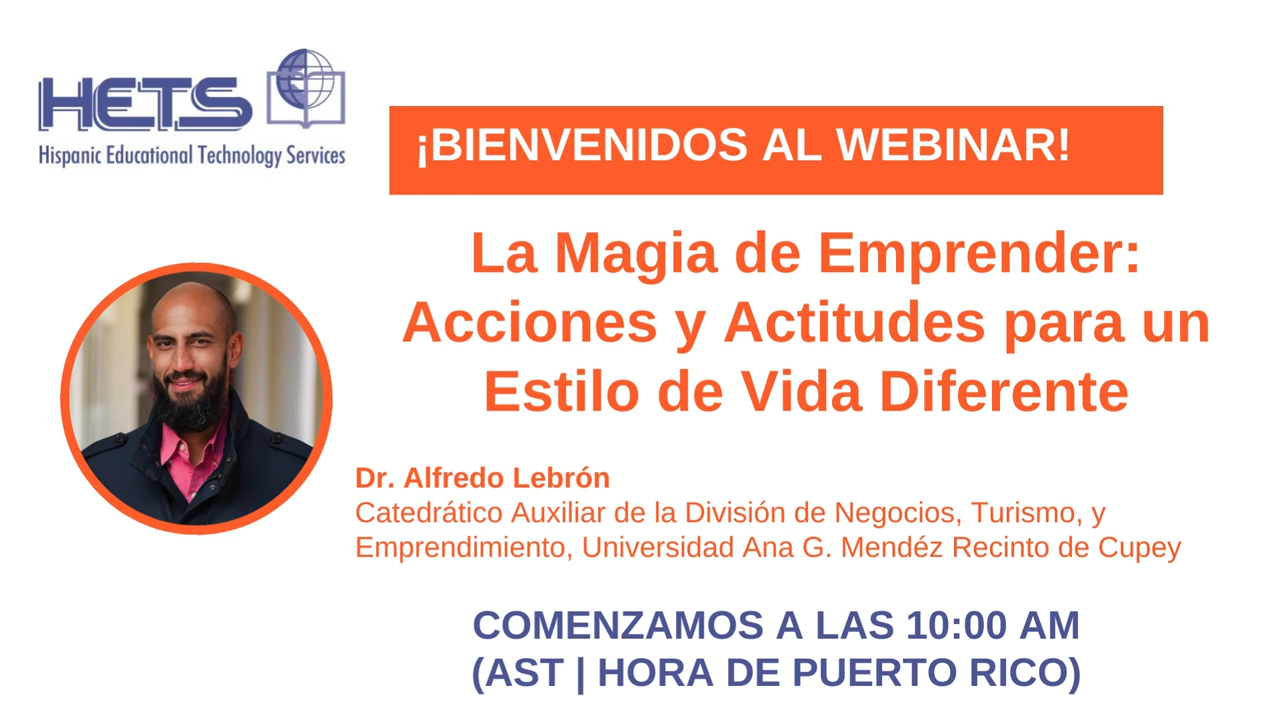 HETS
Hispanic Educational Technology Services
¡BIENVENIDOS AL WEBINAR!
La Magia de Emprender:
Acciones y Actitudes para un
Estilo de Vida Diferente
Dr. Alfredo Lebrón
Catedrático Auxiliar de la División de Negocios, Turismo, y
Emprendimiento, Universidad Ana G. Mendéz Recinto de Cupey
COMENZAMOS A LAS 10:00 AM
(AST | HORA DE PUERTO RICO)